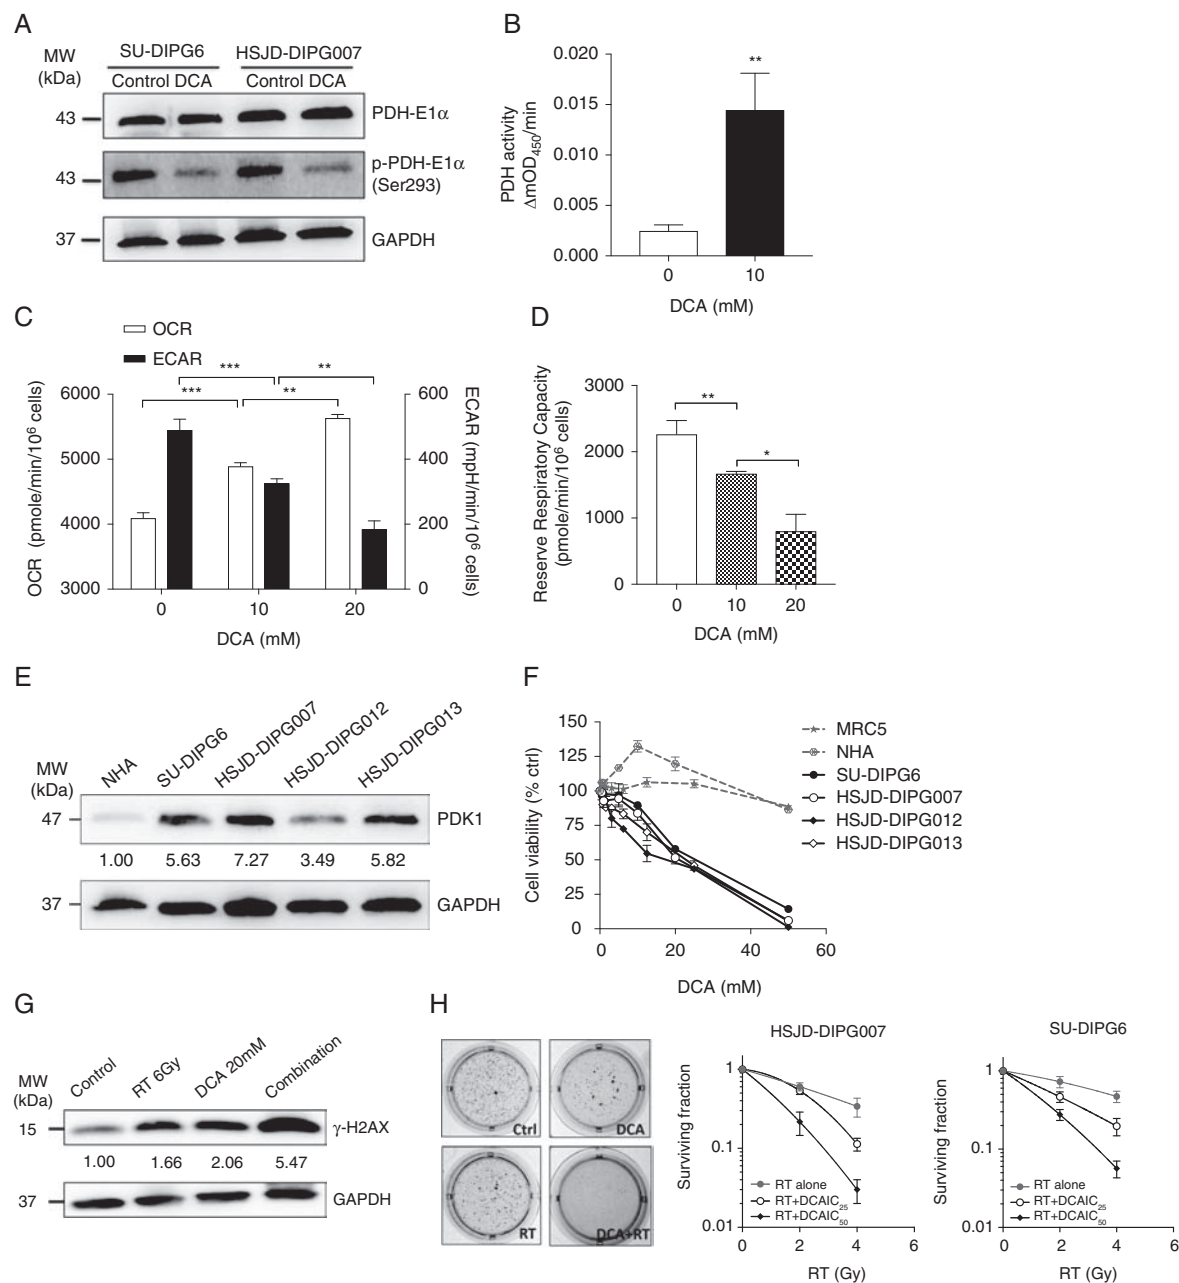 A
SU-DIPG6 HSJD-DIPG007
MW
(kDa)
Control DCA Control DCA
43 PDH-E1α
43 p-PDH-E1α
(Ser293)
37 GAPDH
B
PDH activity
ΔmOD450/min
0.020
0.015
0.010
0.005
0.000
**
0 10
DCA (mM)
C
OCR
ECAR
*** **
*** **
OCR (pmole/min/10⁶ cells)
6000
5000
4000
3000
600
400
200
0
ECAR (mpH/min/10⁶ cells)
0 10 20
DCA (mM)
D
Reserve Respiratory Capacity
(pmole/min/10⁶ cells)
3000
2000
1000
0
**
*
0 10 20
DCA (mM)
E
NHA SU-DIPG6 HSJD-DIPG007 HSJD-DIPG012 HSJD-DIPG013
MW
(kDa)
47 PDK1
1.00 5.63 7.27 3.49 5.82
37 GAPDH
F
Cell viability (% ctrl)
150
125
100
75
50
25
0
0 20 40 60
DCA (mM)
MRC5
NHA
SU-DIPG6
HSJD-DIPG007
HSJD-DIPG012
HSJD-DIPG013
G
Control RT 6Gy DCA 20mM Combination
MW
(kDa)
15 γ-H2AX
1.00 1.66 2.06 5.47
37 GAPDH
H
Ctrl DCA
RT DCA+RT
HSJD-DIPG007
Surviving fraction
1
0.1
0.01
RT alone
RT+DCAIC25
RT+DCAIC50
0 2 4 6
RT (Gy)
SU-DIPG6
Surviving fraction
1
0.1
0.01
RT alone
RT+DCAIC25
RT+DCAIC50
0 2 4 6
RT (Gy)